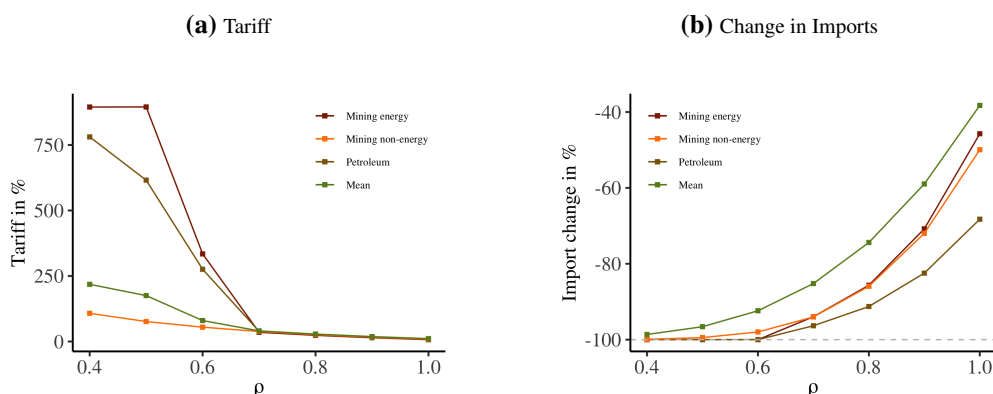 (a) Tariff
Tariff in %
750
500
250
0
0.4 0.6 0.8 1.0
ρ
Mining energy
Mining non-energy
Petroleum
Mean
(b) Change in Imports
Import change in %
-40
-60
-80
-100
0.4 0.6 0.8 1.0
ρ
Mining energy
Mining non-energy
Petroleum
Mean